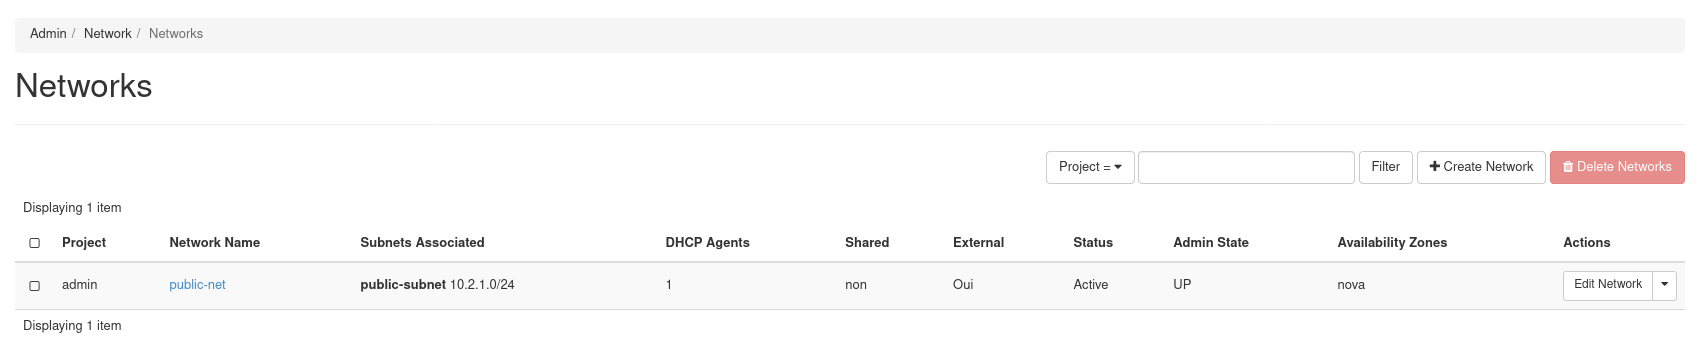 Admin / Network / Networks
Networks
Project = Filter Create Network Delete Networks
Displaying 1 item
Project Network Name Subnets Associated DHCP Agents Shared External Status Admin State Availability Zones Actions
admin public-net public-subnet 10.2.1.0/24 1 non Oui Active UP nova Edit Network
Displaying 1 item